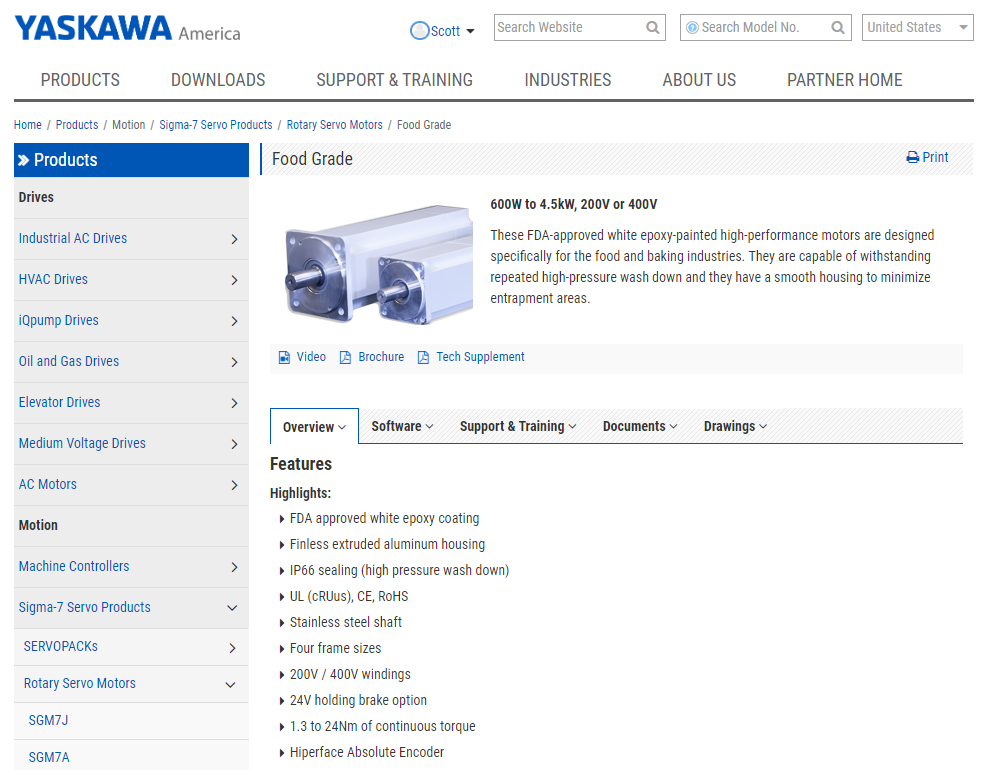 YASKAWA America
Scott
Search Website
Search Model No.
United States
PRODUCTS DOWNLOADS SUPPORT & TRAINING INDUSTRIES ABOUT US PARTNER HOME
Home / Products / Motion / Sigma-7 Servo Products / Rotary Servo Motors / Food Grade
Products
Drives
Industrial AC Drives
HVAC Drives
iQpump Drives
Oil and Gas Drives
Elevator Drives
Medium Voltage Drives
AC Motors
Motion
Machine Controllers
Sigma-7 Servo Products
SERVOPACKs
Rotary Servo Motors
SGM7J
SGM7A
Food Grade
Print
600W to 4.5kW, 200V or 400V
These FDA-approved white epoxy-painted high-performance motors are designed
specifically for the food and baking industries. They are capable of withstanding
repeated high-pressure wash down and they have a smooth housing to minimize
entrapment areas.
Video Brochure Tech Supplement
Overview Software Support & Training Documents Drawings
Features
Highlights:
FDA approved white epoxy coating
Finless extruded aluminum housing
IP66 sealing (high pressure wash down)
UL (cRUus), CE, RoHS
Stainless steel shaft
Four frame sizes
200V / 400V windings
24V holding brake option
1.3 to 24Nm of continuous torque
Hiperface Absolute Encoder